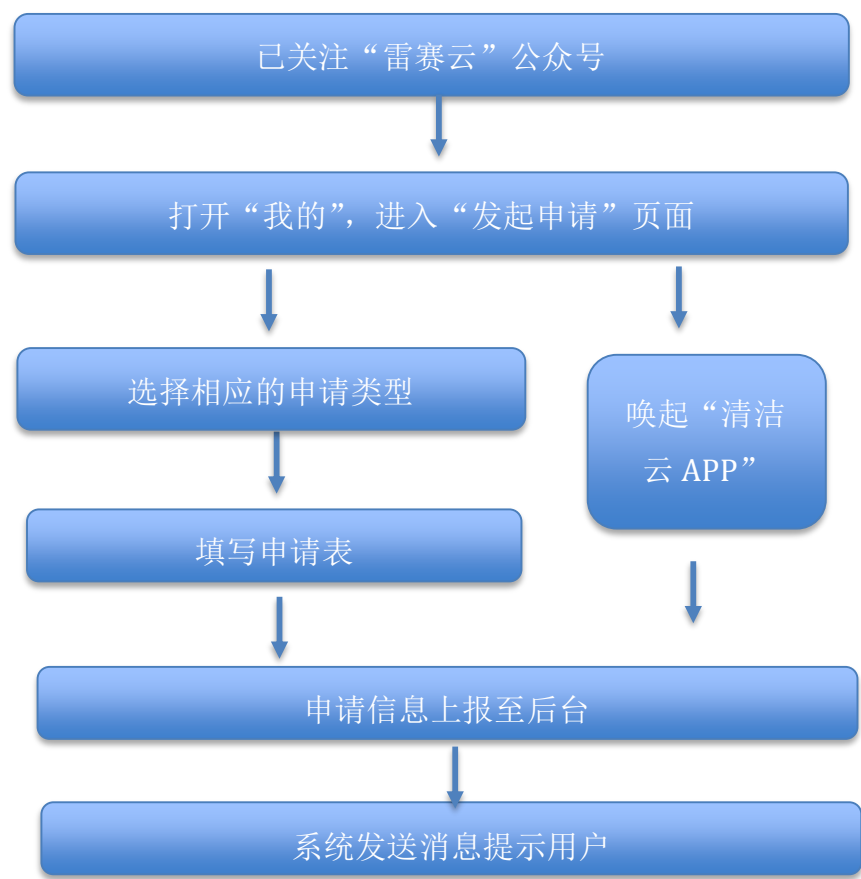 已关注“雷赛云”公众号
打开“我的”，进入“发起申请”页面
选择相应的申请类型
唤起“清洁
云 APP”
填写申请表
申请信息上报至后台
系统发送消息提示用户